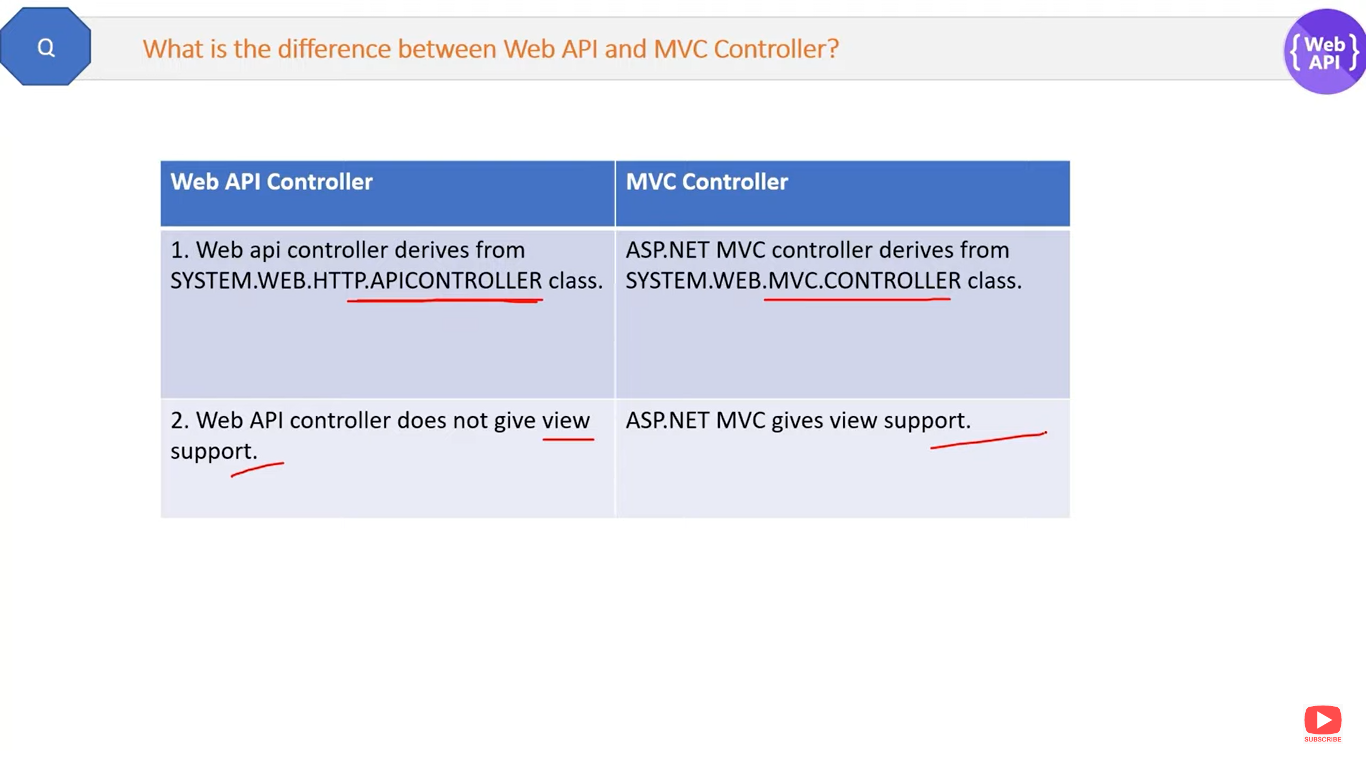 Q
What is the difference between Web API and MVC Controller?
{Web API}
Web API Controller
MVC Controller
1. Web api controller derives from
SYSTEM.WEB.HTTP.APICONTROLLER class.
ASP.NET MVC controller derives from
SYSTEM.WEB.MVC.CONTROLLER class.
2. Web API controller does not give view
support.
ASP.NET MVC gives view support.
SUBSCRIBE